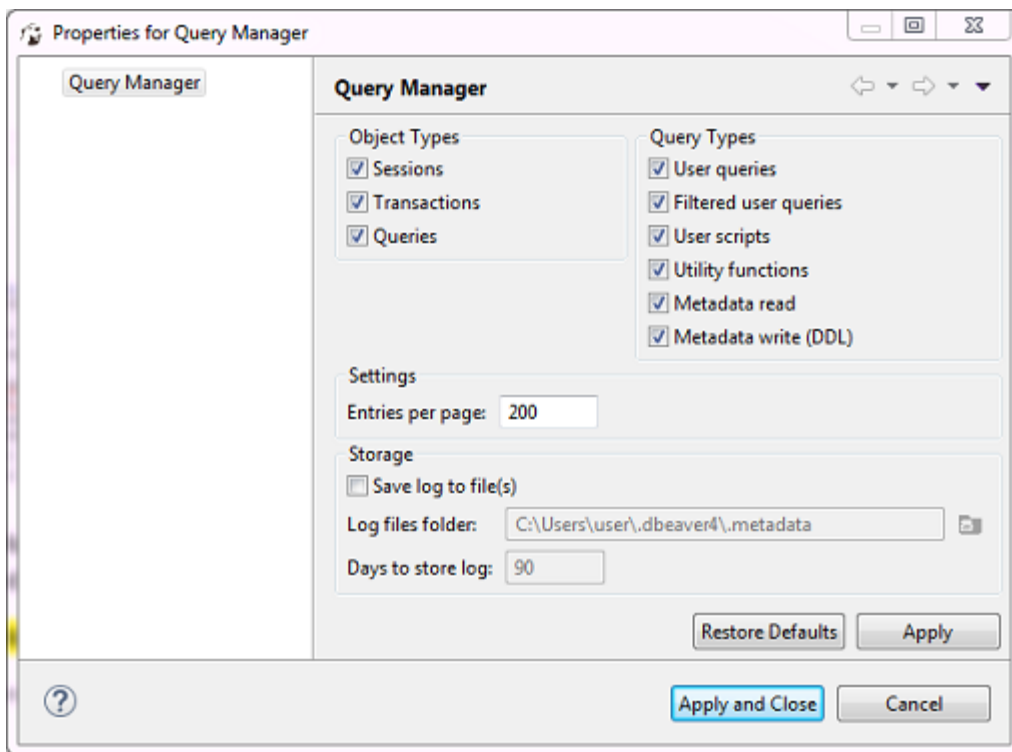 Properties for Query Manager
Query Manager
Query Manager
Object Types
Sessions
Transactions
Queries
Query Types
User queries
Filtered user queries
User scripts
Utility functions
Metadata read
Metadata write (DDL)
Settings
Entries per page: 200
Storage
Save log to file(s)
Log files folder: C:\Users\user\.dbeaver4\.metadata
Days to store log: 90
Restore Defaults Apply
? Apply and Close Cancel